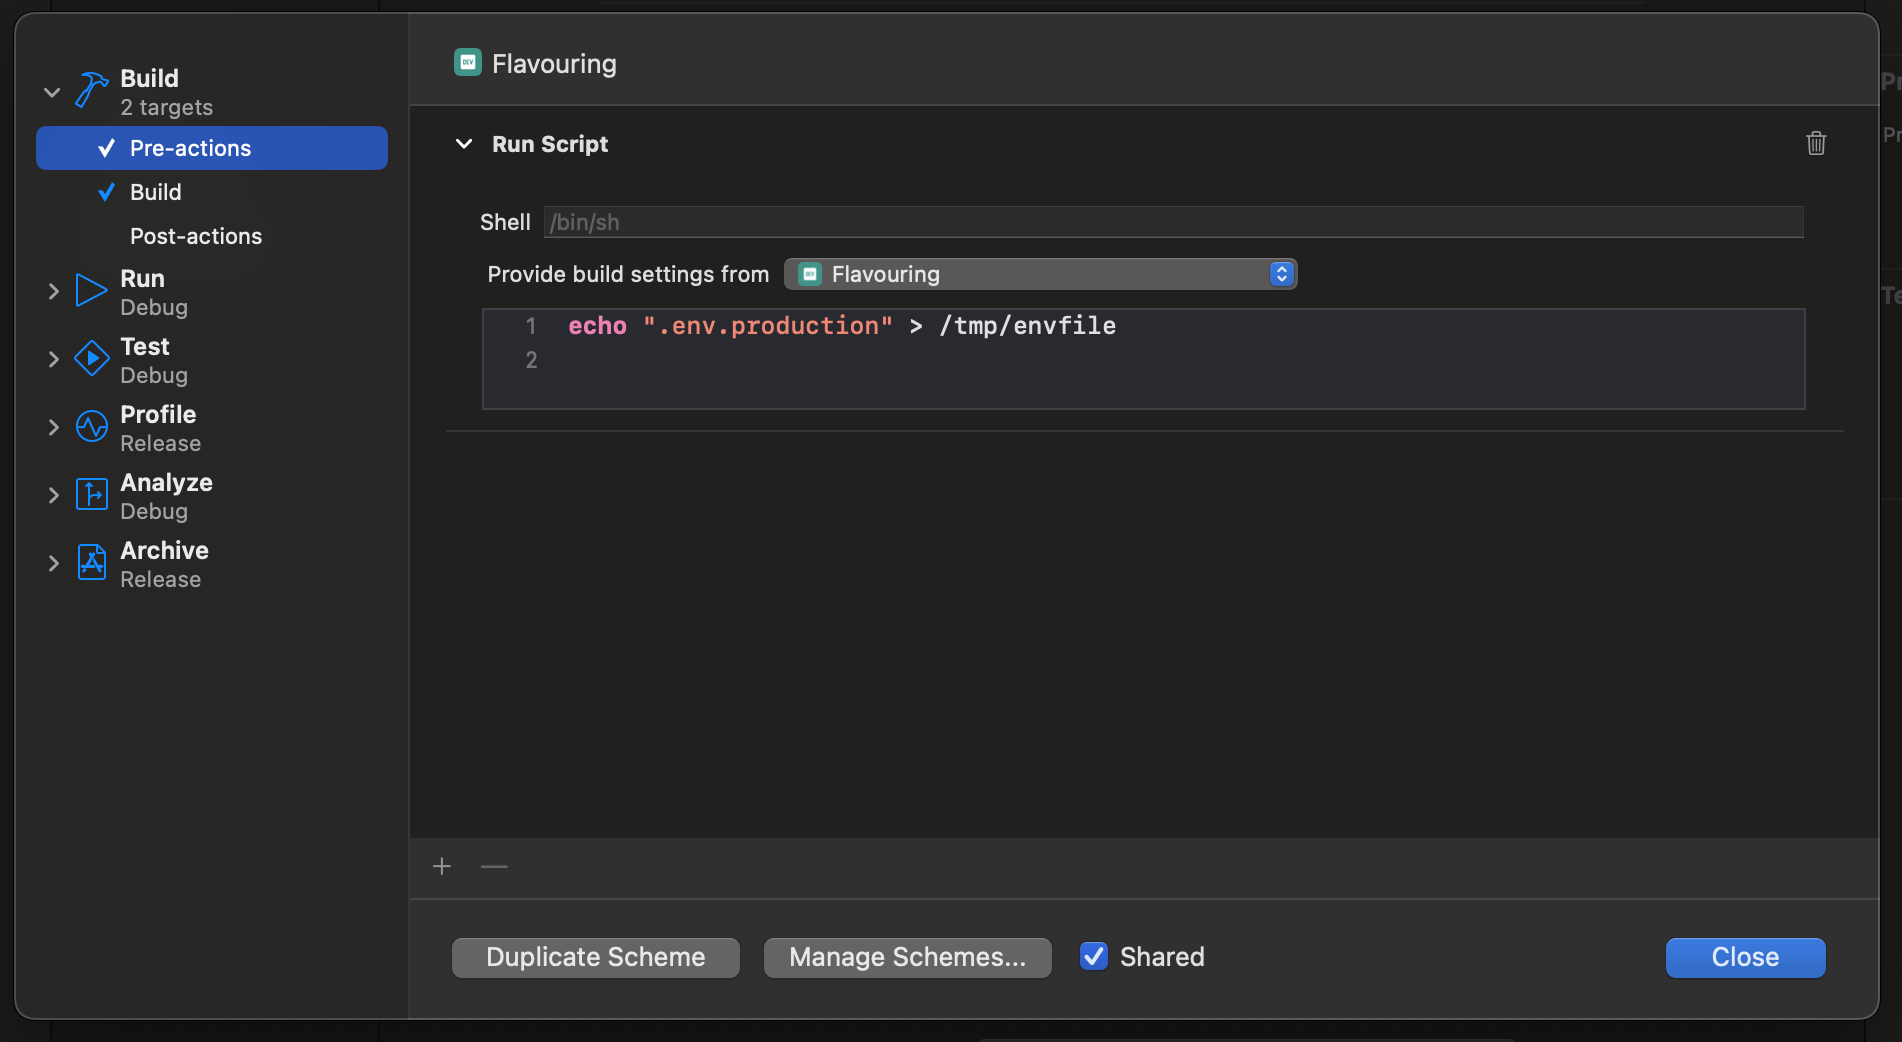 Build
2 targets
Pre-actions
Build
Post-actions
Run
Debug
Test
Debug
Profile
Release
Analyze
Debug
Archive
Release
DEV
Flavouring
Run Script
Shell /bin/sh
Provide build settings from Flavouring
1 echo ".env.production" > /tmp/envfile
2
Duplicate Scheme
Manage Schemes...
Shared
Close